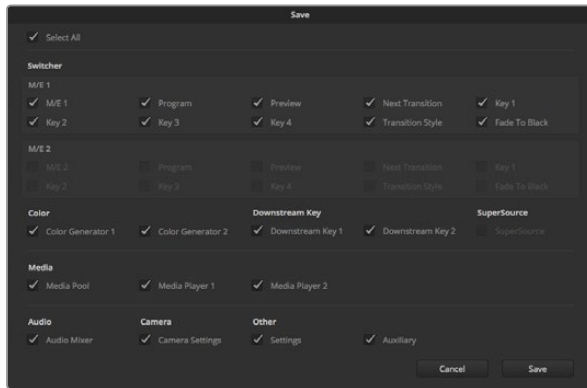 Save
Select All
Switcher
M/E 1
M/E 1 Program Preview Next Transition Key 1
Key 2 Key 3 Key 4 Transition Style Fade To Black
M/E 2
M/E 2 Program Preview Next Transition Key 1
Key 2 Key 3 Key 4 Transition Style Fade To Black
Color Downstream Key SuperSource
Color Generator 1 Color Generator 2 Downstream Key 1 Downstream Key 2 SuperSource
Media
Media Pool Media Player 1 Media Player 2
Audio Camera Other
Audio Mixer Camera Settings Settings Auxiliary
Cancel Save